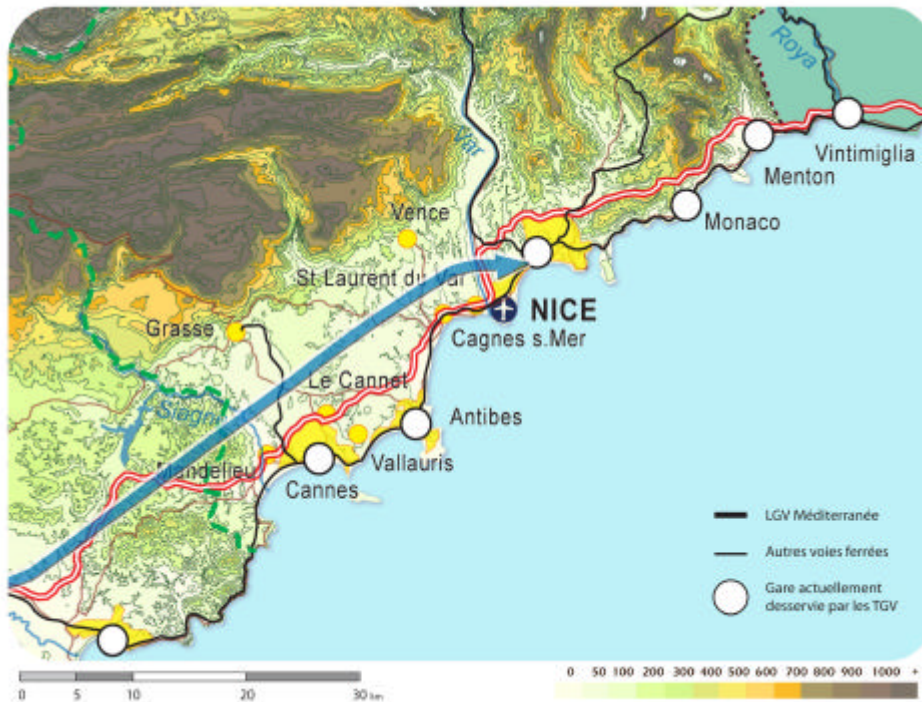 Roya
Var
Vintimiglia
Menton
Monaco
Vence
St Laurent du Var
NICE
Grasse
Cagnes s.Mer
Le Cannet
Antibes
Siagne
Mandelieu
Vallauris
Cannes
LGV Méditerranée
Autres voies ferrées
Gare actuellement
desservie par les TGV
0 5 10 20 30 km
0 50 100 200 300 400 500 600 700 800 900 1000 +